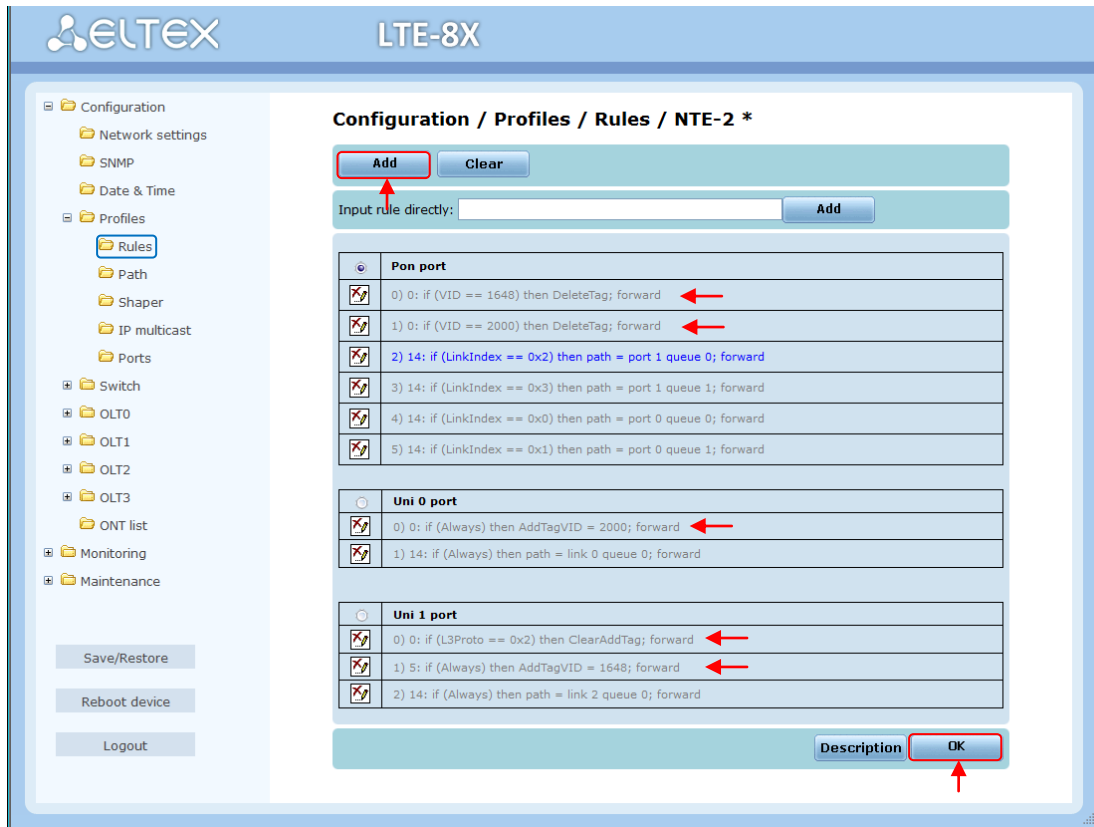 ELTEX
LTE-8X
Configuration
Network settings
SNMP
Date & Time
Profiles
Rules
Path
Shaper
IP multicast
Ports
Switch
OLT0
OLT1
OLT2
OLT3
ONT list
Monitoring
Maintenance
Save/Restore
Reboot device
Logout
Configuration / Profiles / Rules / NTE-2 *
Add Clear
Input rule directly: Add
Pon port
0) 0: if (VID == 1648) then DeleteTag; forward
1) 0: if (VID == 2000) then DeleteTag; forward
2) 14: if (LinkIndex == 0x2) then path = port 1 queue 0; forward
3) 14: if (LinkIndex == 0x3) then path = port 1 queue 1; forward
4) 14: if (LinkIndex == 0x0) then path = port 0 queue 0; forward
5) 14: if (LinkIndex == 0x1) then path = port 0 queue 1; forward
Uni 0 port
0) 0: if (Always) then AddTagVID = 2000; forward
1) 14: if (Always) then path = link 0 queue 0; forward
Uni 1 port
0) 0: if (L3Proto == 0x2) then ClearAddTag; forward
1) 5: if (Always) then AddTagVID = 1648; forward
2) 14: if (Always) then path = link 2 queue 0; forward
Description OK